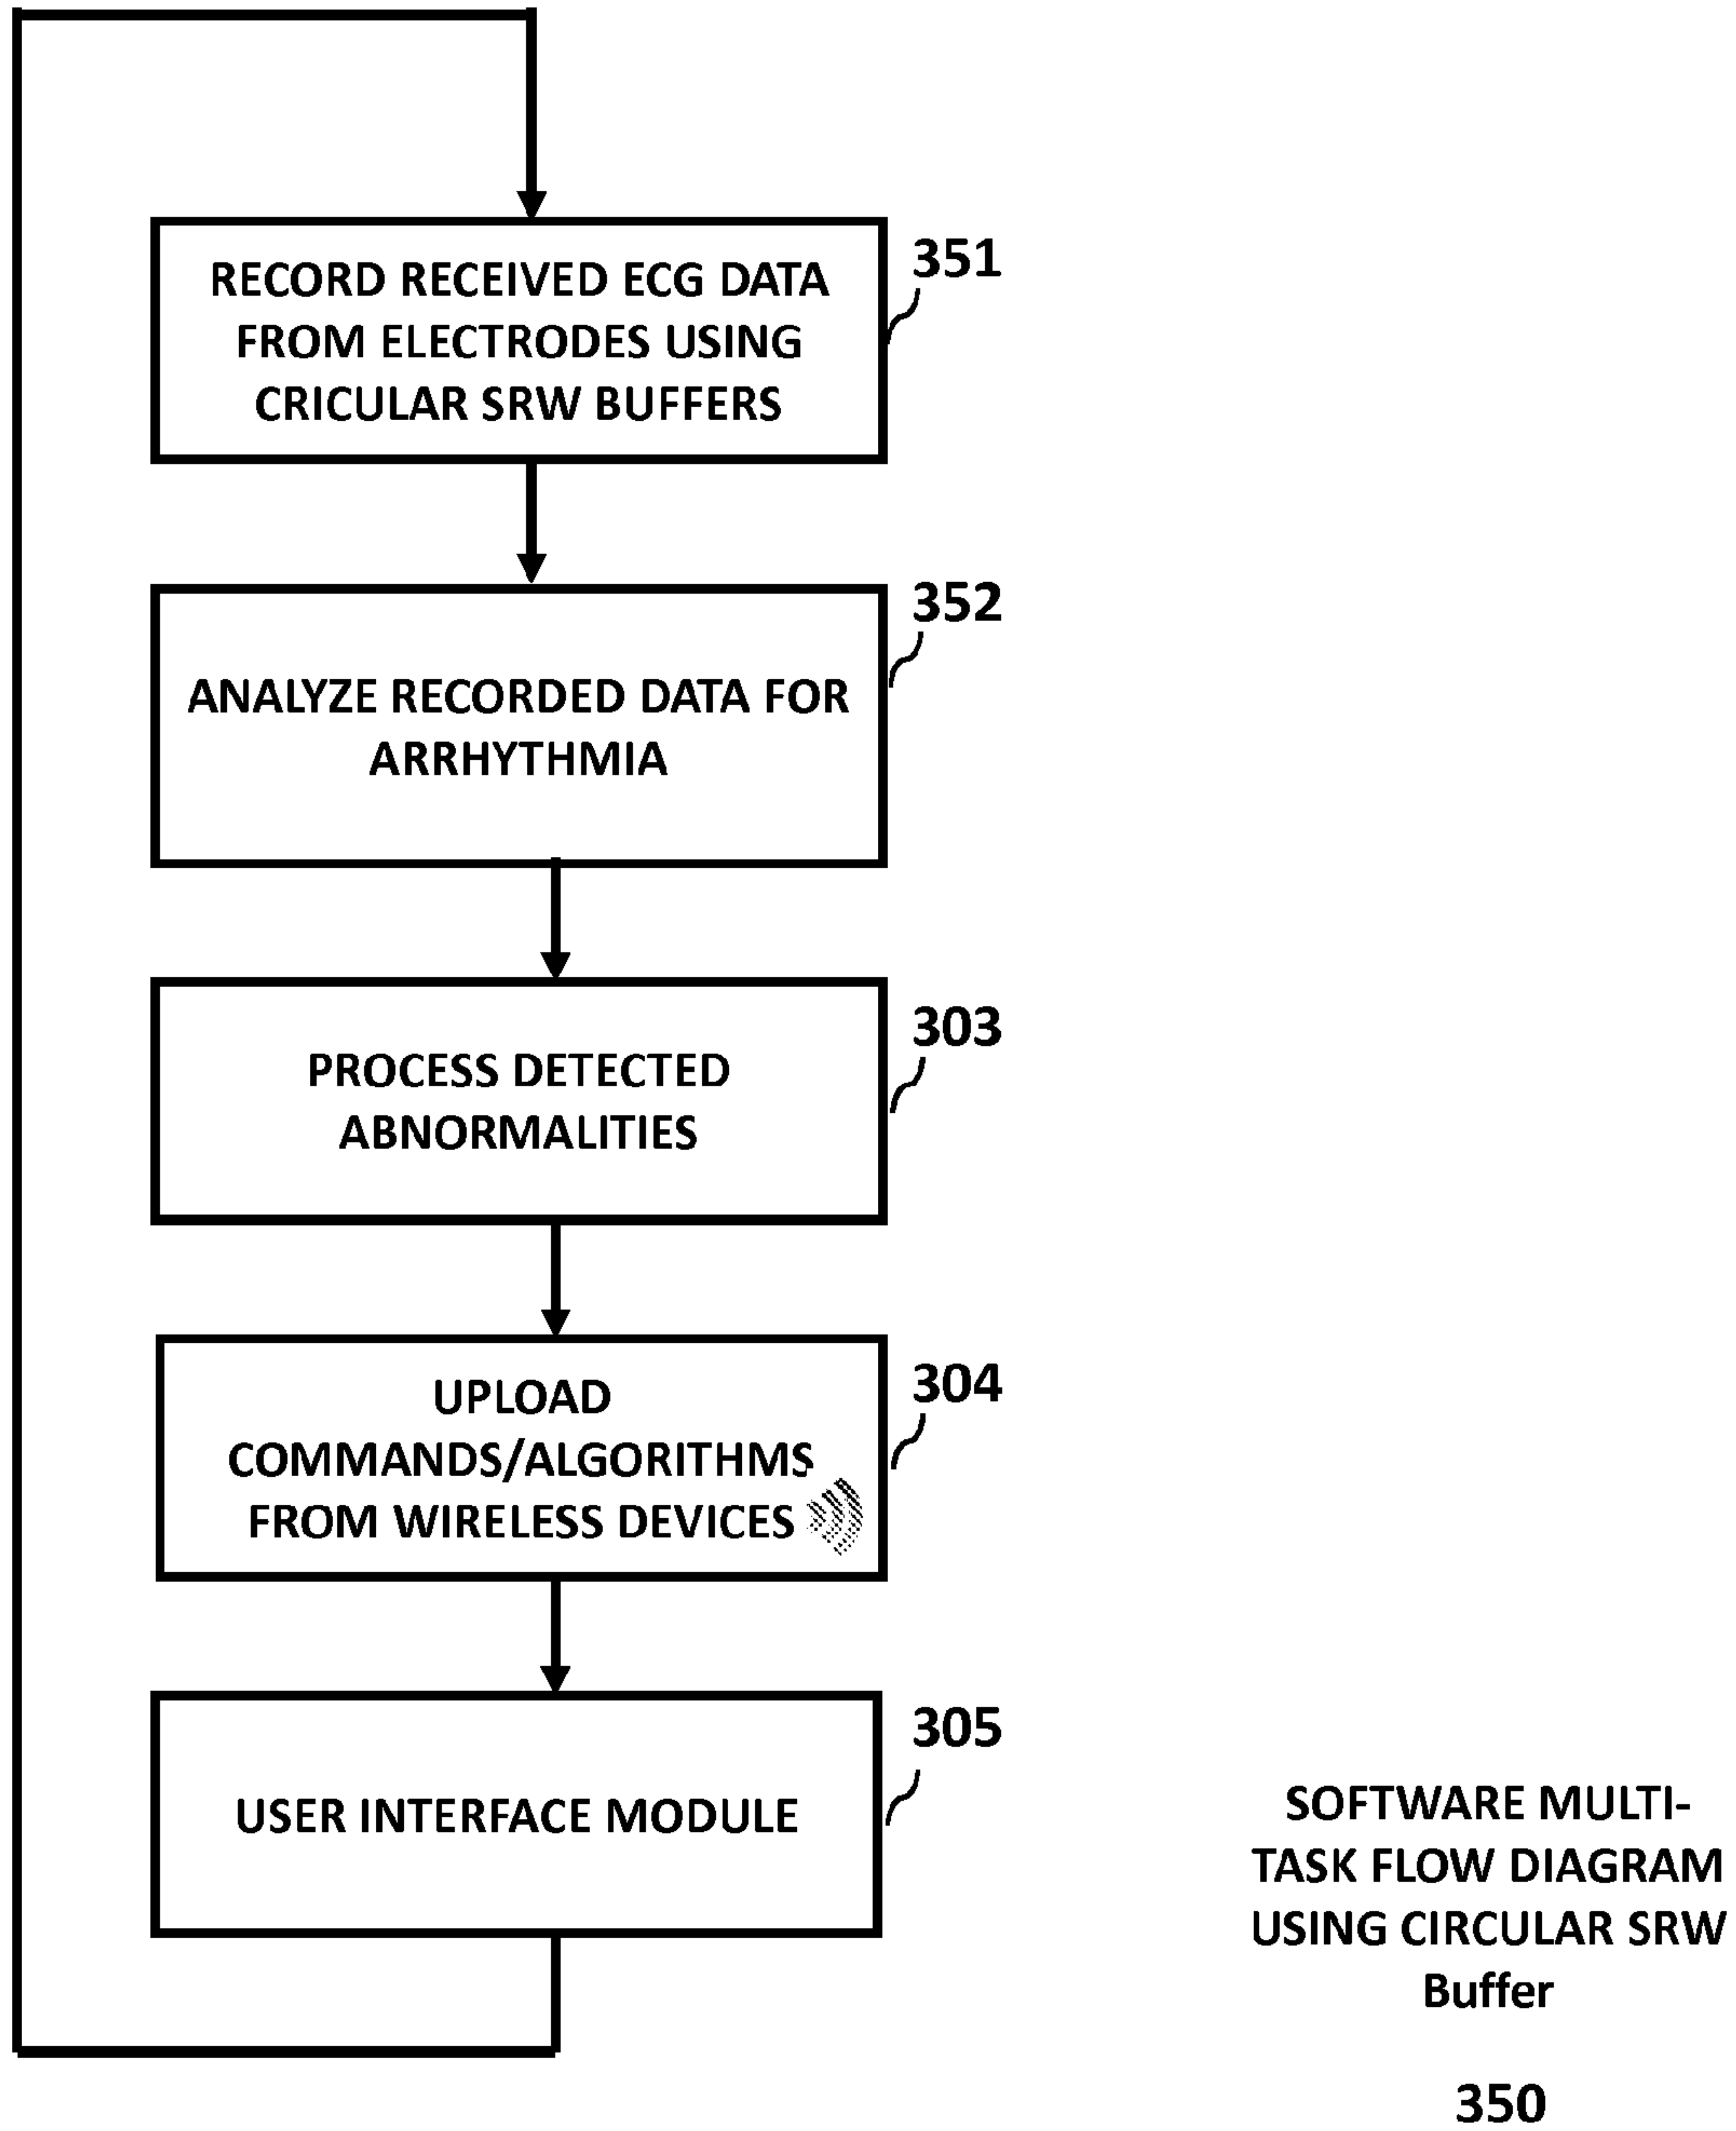 RECORD RECEIVED ECG DATA
FROM ELECTRODES USING
CRICULAR SRW BUFFERS
351
352
ANALYZE RECORDED DATA FOR
ARRHYTHMIA
303
PROCESS DETECTED
ABNORMALITIES
304
UPLOAD
COMMANDS/ALGORITHMS
FROM WIRELESS DEVICES
305
USER INTERFACE MODULE
SOFTWARE MULTI-
TASK FLOW DIAGRAM
USING CIRCULAR SRW
Buffer
350